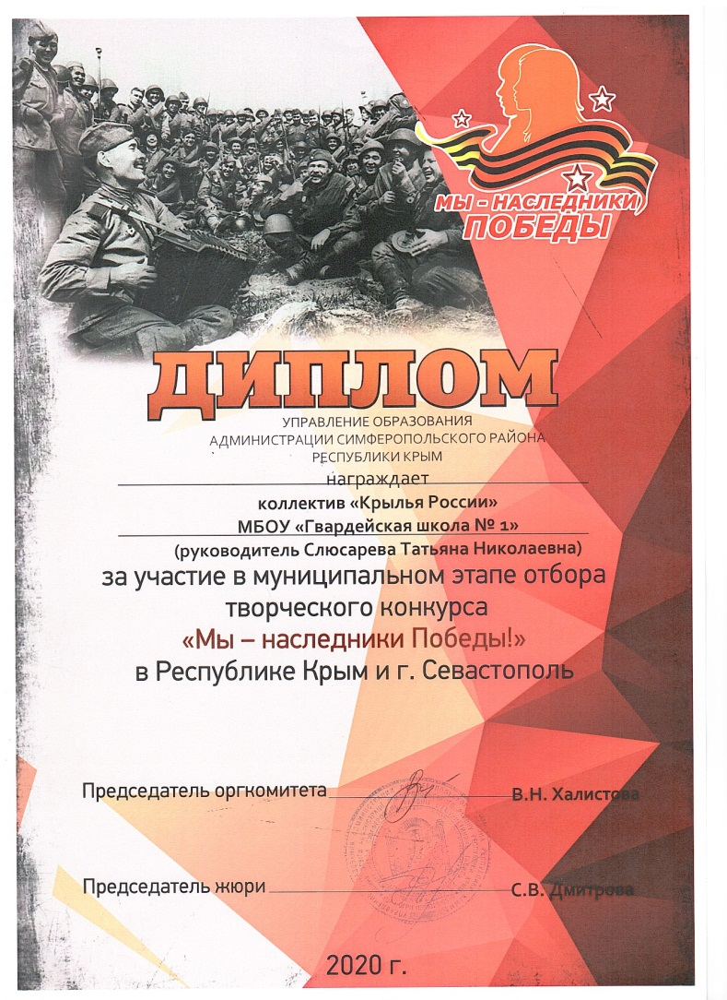 МЫ - НАСЛЕДНИКИ
ПОБЕДЫ
ДИПЛОМ
УПРАВЛЕНИЕ ОБРАЗОВАНИЯ
АДМИНИСТРАЦИИ СИМФЕРОПОЛЬСКОГО РАЙОНА
РЕСПУБЛИКИ КРЫМ
награждает
коллектив «Крылья России»
МБОУ «Гвардейская школа № 1»
(руководитель Слюсарева Татьяна Николаевна)
за участие в муниципальном этапе отбора
творческого конкурса
«Мы – наследники Победы!»
в Республике Крым и г. Севастополь
Председатель оргкомитета В.Н. Халистова
Председатель жюри С.В. Дмитрова
2020 г.